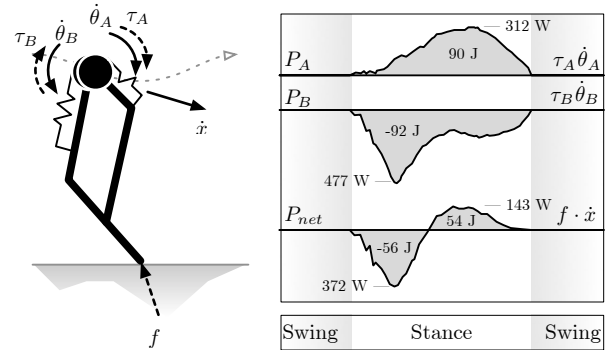 θ̇_A τ_A
τ_B θ̇_B
ẋ
f
312 W
P_A 90 J τ_A θ̇_A
P_B τ_B θ̇_B
-92 J
477 W
143 W
P_net 54 J f · ẋ
-56 J
372 W
Swing Stance Swing